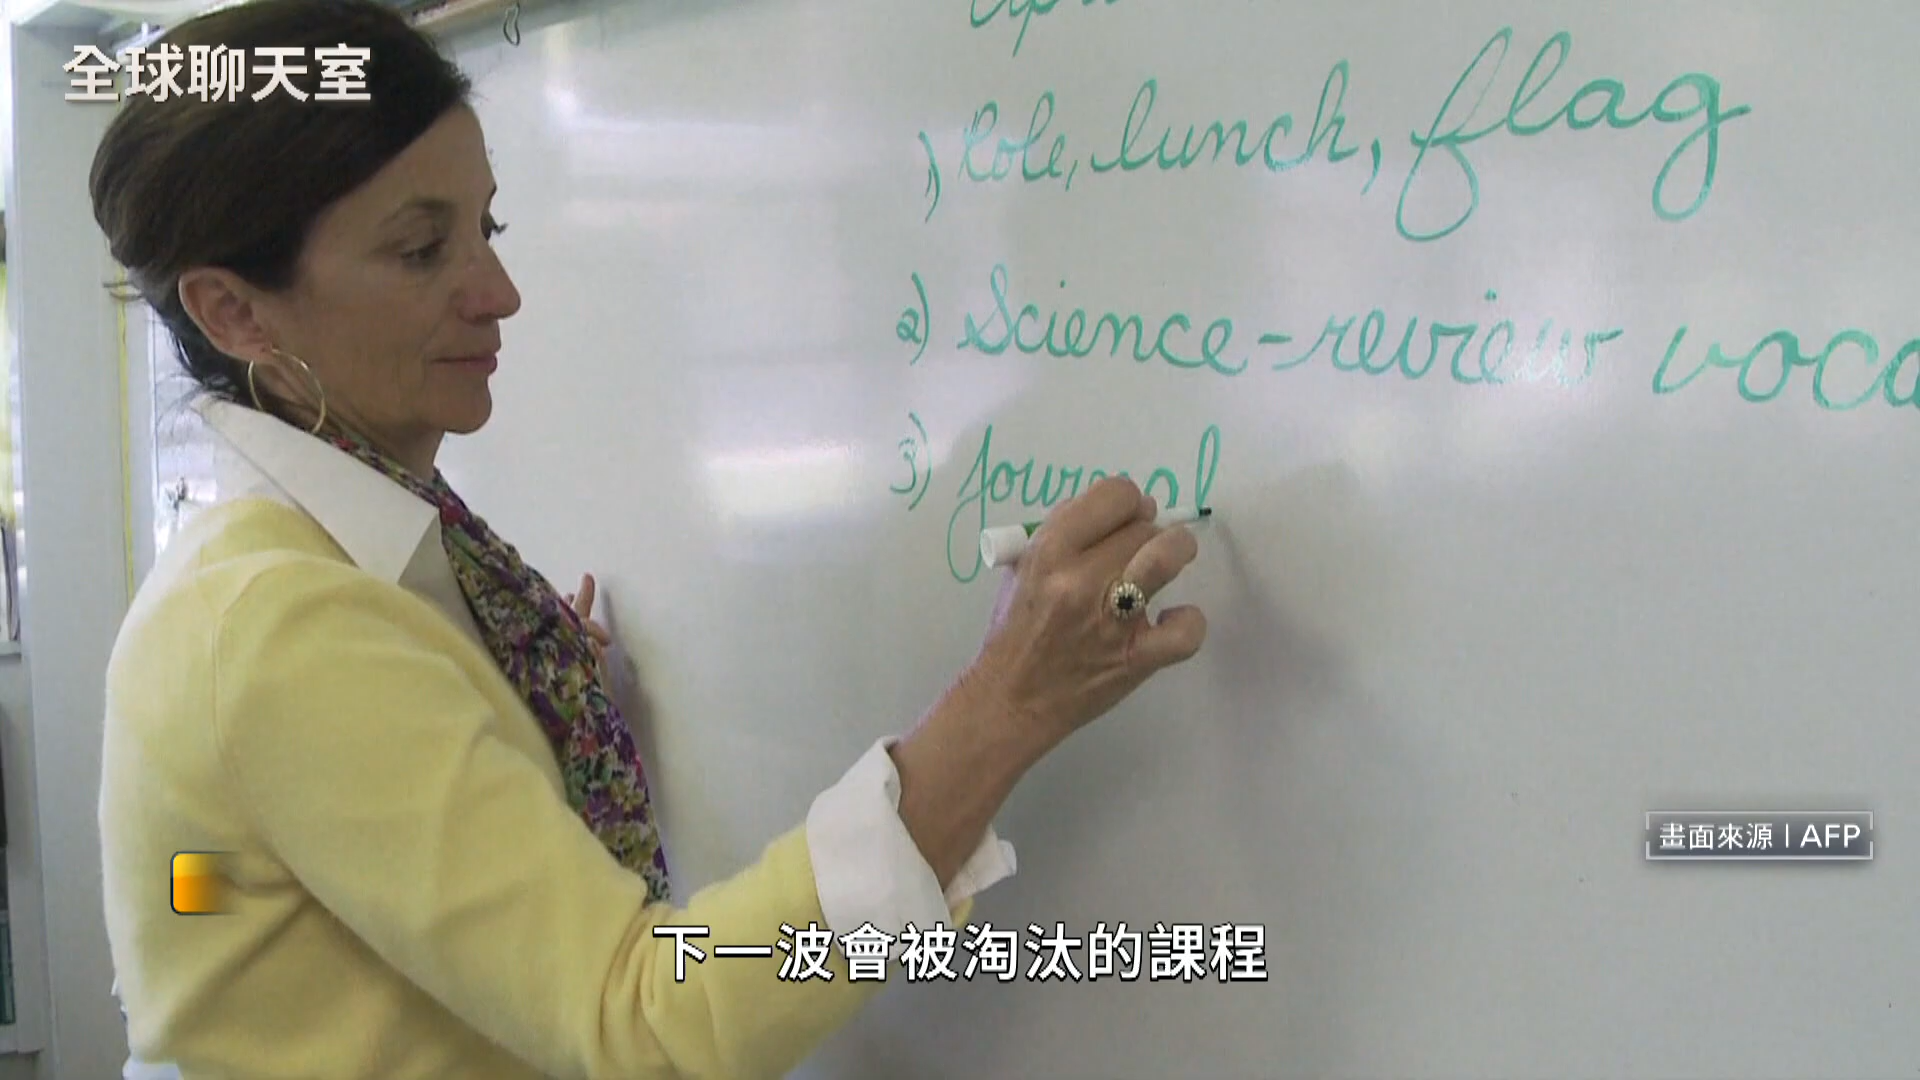 全球聊天室
1) Role, lunch, flag
2) Science-review voca
3) Journal
畫面來源 | AFP
下一波會被淘汰的課程